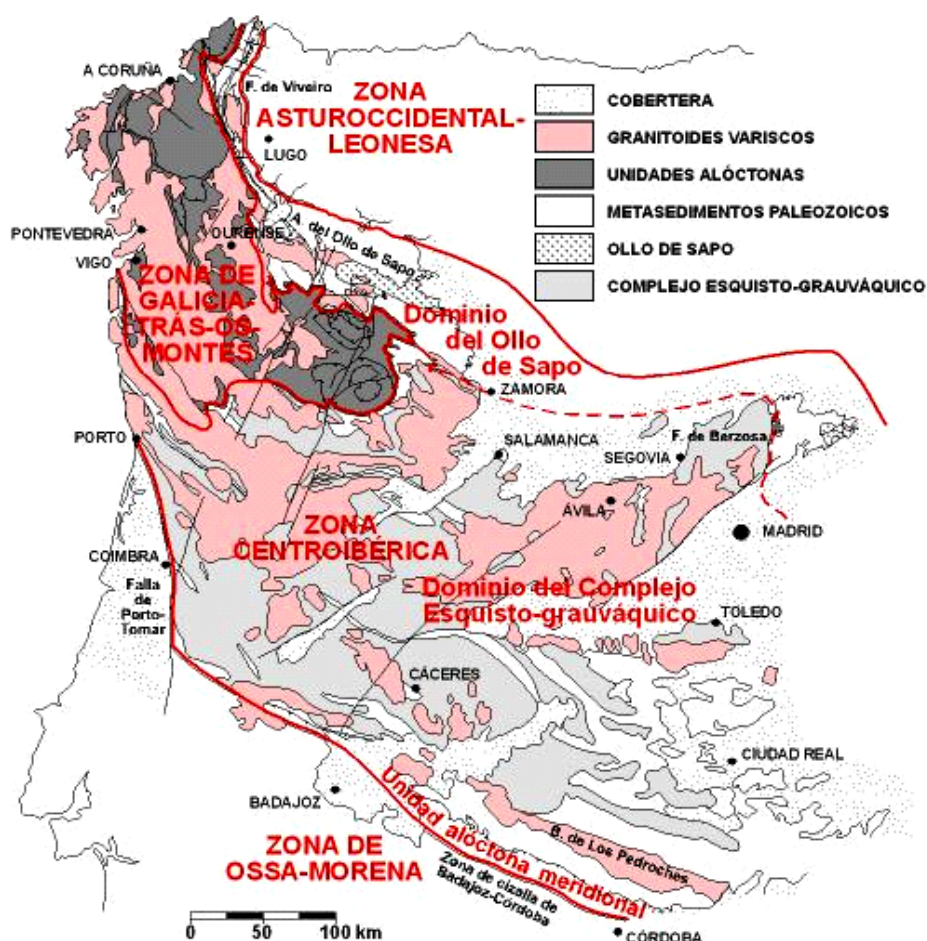 A CORUÑA
F. de Viveiro
ZONA
ASTUROCCIDENTAL-
LEONESA
LUGO
COBERTERA
GRANITOIDES VARISCOS
UNIDADES ALÓCTONAS
METASEDIMENTOS PALEOZOICOS
OLLO DE SAPO
COMPLEJO ESQUISTO-GRAUVÁQUICO
PONTEVEDRA
OURENSE
VIGO
A. del Ollo de Sapo
ZONA DE
GALICIA-
TRÁS-OS-
MONTES
Dominio
del Ollo
de Sapo
ZAMORA
PORTO
SALAMANCA
SEGOVIA
F. de Berzosa
ÁVILA
MADRID
ZONA
CENTROIBÉRICA
COIMBRA
Falla
de
Porto-
Tomar
Dominio del Complejo
Esquisto-grauváquico
TOLEDO
CÁCERES
CIUDAD REAL
BADAJOZ
Unidad alóctona meridional
B. de Los Pedroches
ZONA DE
OSSA-MORENA
Zona de cizalla de
Badajoz-Córdoba
0 50 100 km
CÓRDOBA